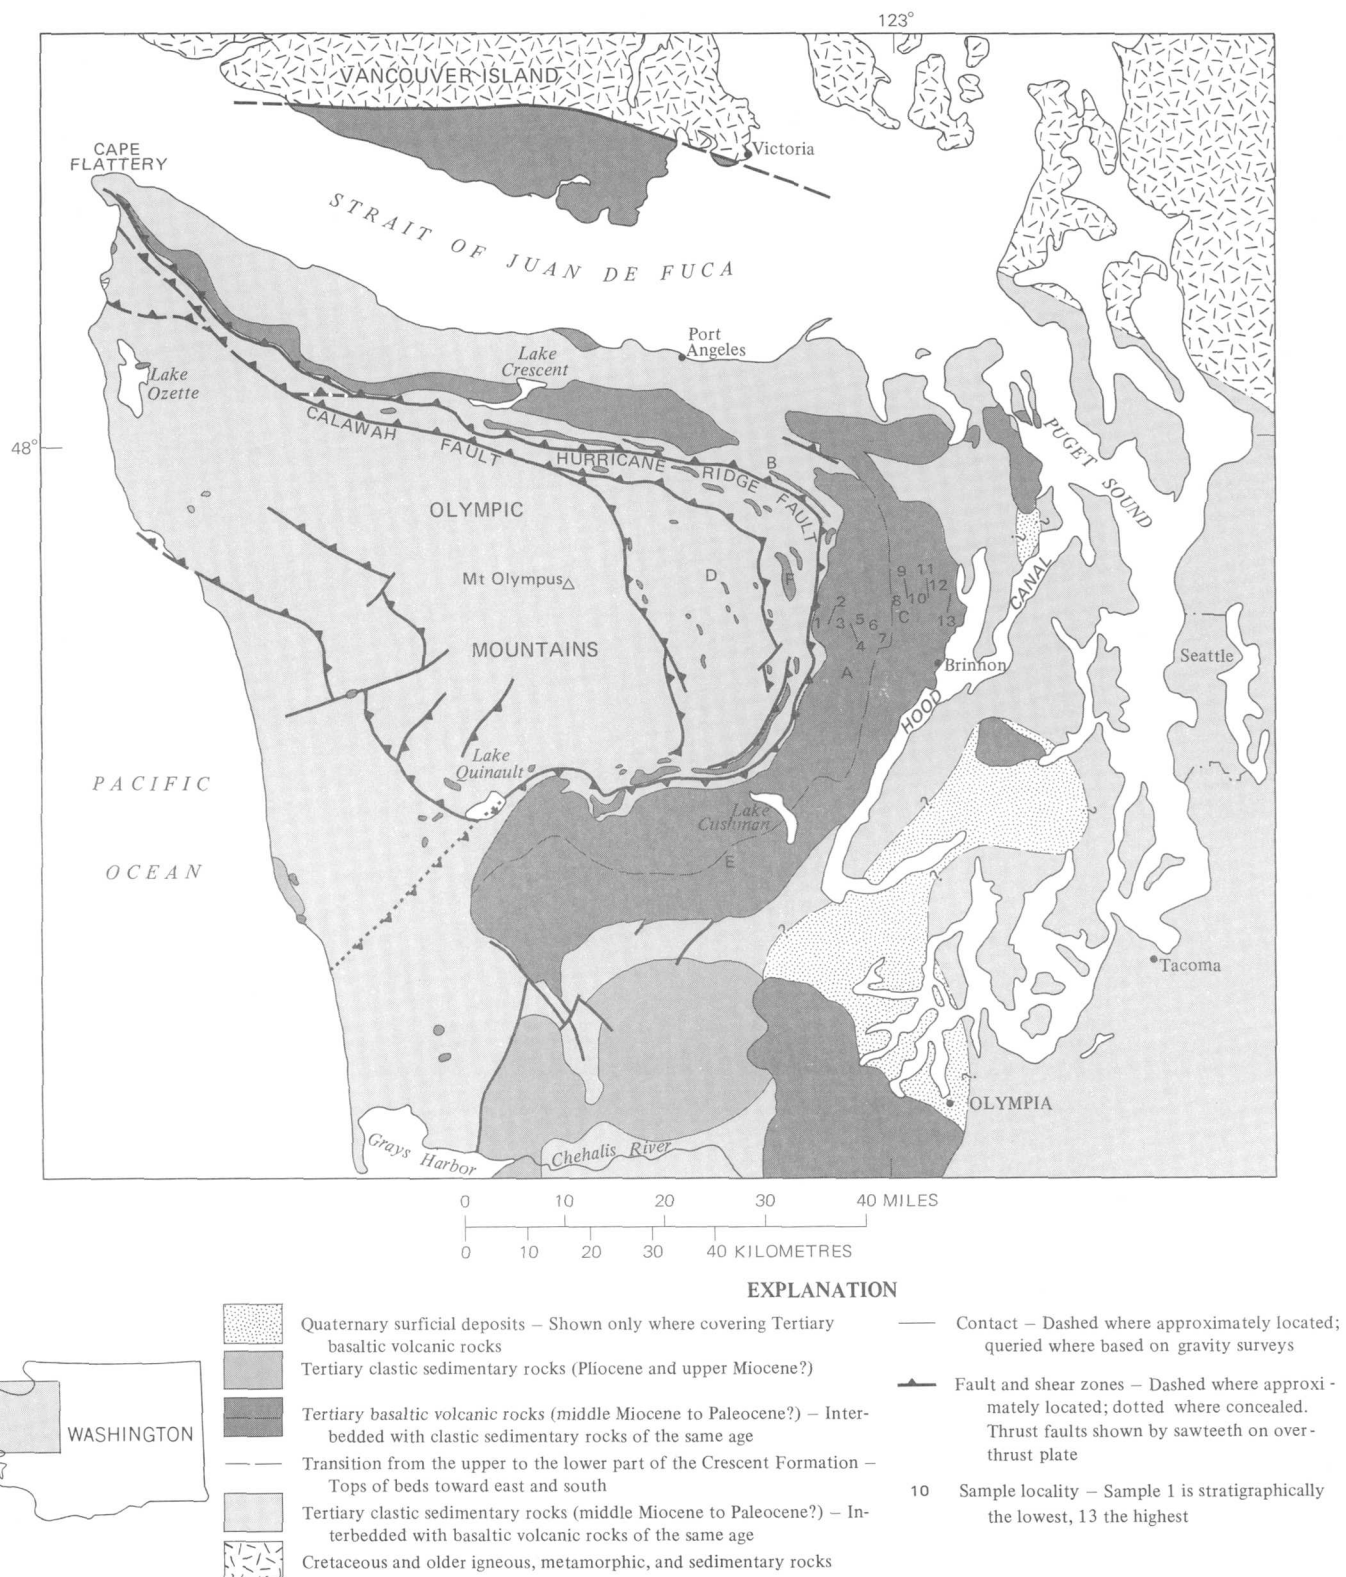 123°
VANCOUVER ISLAND
Victoria
CAPE
FLATTERY
STRAIT OF JUAN DE FUCA
Port
Angeles
Lake
Crescent
Lake
Ozette
48°
CALAWAH FAULT
HURRICANE RIDGE FAULT
B
PUGET SOUND
OLYMPIC
Mt Olympus
D
F
9
11
12
8
10
2
1
3
5
6
C
13
4
7
CANAL
MOUNTAINS
A
Brinnon
Seattle
HOOD
Lake
Quinault
PACIFIC
OCEAN
Lake
Cushman
E
?
?
?
?
?
?
?
Tacoma
OLYMPIA
Grays Harbor
Chehalis River
0 10 20 30 40 MILES
0 10 20 30 40 KILOMETRES
EXPLANATION
Quaternary surficial deposits – Shown only where covering Tertiary
basaltic volcanic rocks
Tertiary clastic sedimentary rocks (Pliocene and upper Miocene?)
Tertiary basaltic volcanic rocks (middle Miocene to Paleocene?) – Inter-
bedded with clastic sedimentary rocks of the same age
Transition from the upper to the lower part of the Crescent Formation –
Tops of beds toward east and south
Tertiary clastic sedimentary rocks (middle Miocene to Paleocene?) – In-
terbedded with basaltic volcanic rocks of the same age
Cretaceous and older igneous, metamorphic, and sedimentary rocks
Contact – Dashed where approximately located;
queried where based on gravity surveys
Fault and shear zones – Dashed where approxi-
mately located; dotted where concealed.
Thrust faults shown by sawteeth on over-
thrust plate
10 Sample locality – Sample 1 is stratigraphically
the lowest, 13 the highest
WASHINGTON